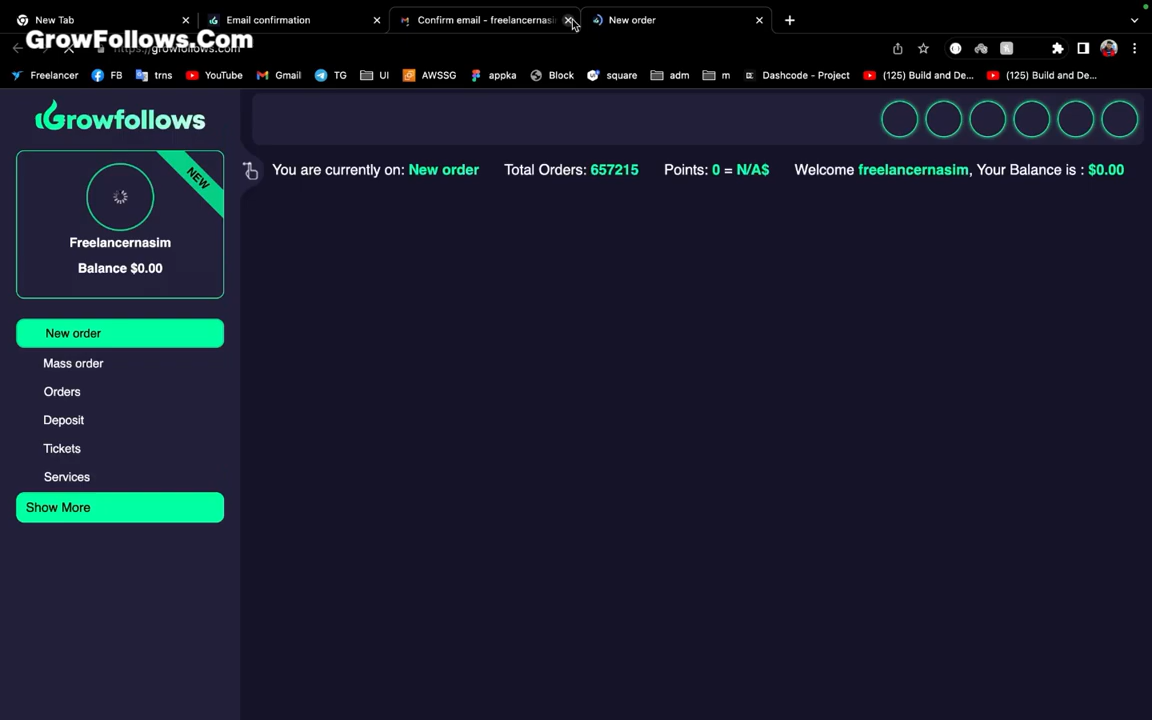 New Tab
Email confirmation
Confirm email - freelancernasi
New order
GrowFollows.Com
https://growfollows.com
Freelancer
FB
trns
YouTube
Gmail
TG
UI
AWSSG
appka
Block
square
adm
m
Dashcode - Project
(125) Build and De...
(125) Build and De...
Growfollows
You are currently on: New order
Total Orders: 657215
Points: 0 = N/A$
Welcome freelancernasim, Your Balance is : $0.00
NEW
Freelancernasim
Balance $0.00
New order
Mass order
Orders
Deposit
Tickets
Services
Show More